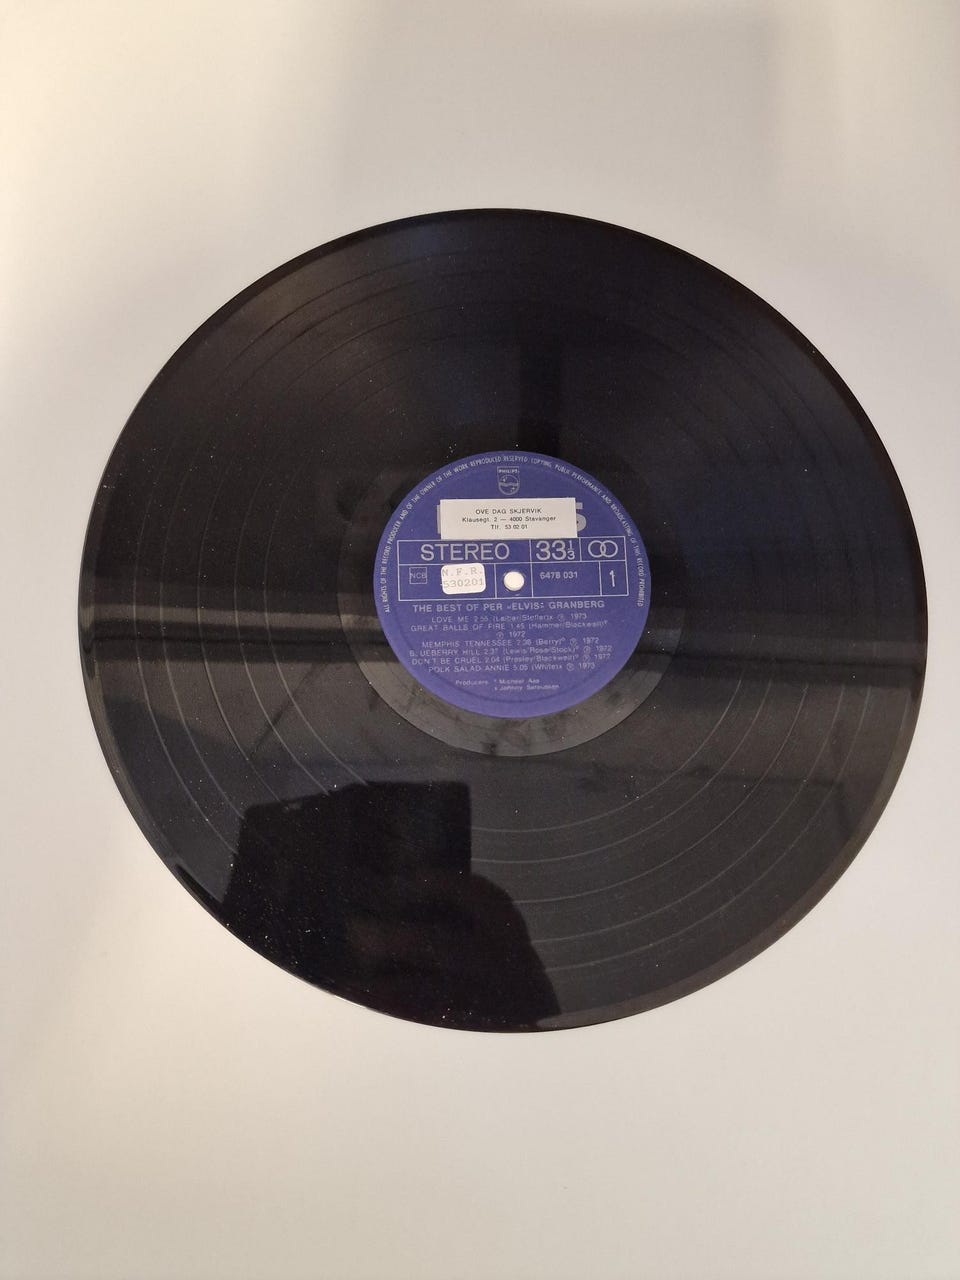 ALL RIGHTS OF THE RECORD PRODUCER AND OF THE OWNER OF THE WORK REPRODUCED RESERVED. COPYING, PUBLIC PERFORMANCE AND BROADCASTING OF THIS RECORD PROHIBITED
PHILIPS
OVE DAG SKJERVIK
Klausegt. 2 — 4000 Stavanger
Tlf. 53 02 01
S
STEREO 33 1/3
NCB N.F.R. 530201 6478 031 1
THE BEST OF PER «ELVIS» GRANBERG
LOVE ME 2.55 (Leiber/Stoller)x ℗ 1973
GREAT BALLS OF FIRE 1.45 (Hammer/Blackwell)*
℗ 1972
MEMPHIS TENNESSEE 2.36 (Berry)* ℗ 1972
BLUEBERRY HILL 2.37 (Lewis/Rose/Stock)* ℗ 1972
DON'T BE CRUEL 2.04 (Presley/Blackwell)* ℗ 1972
POLK SALAD ANNIE 5.05 (White)x ℗ 1973
Producers: * Micheal Aas
x Johnny